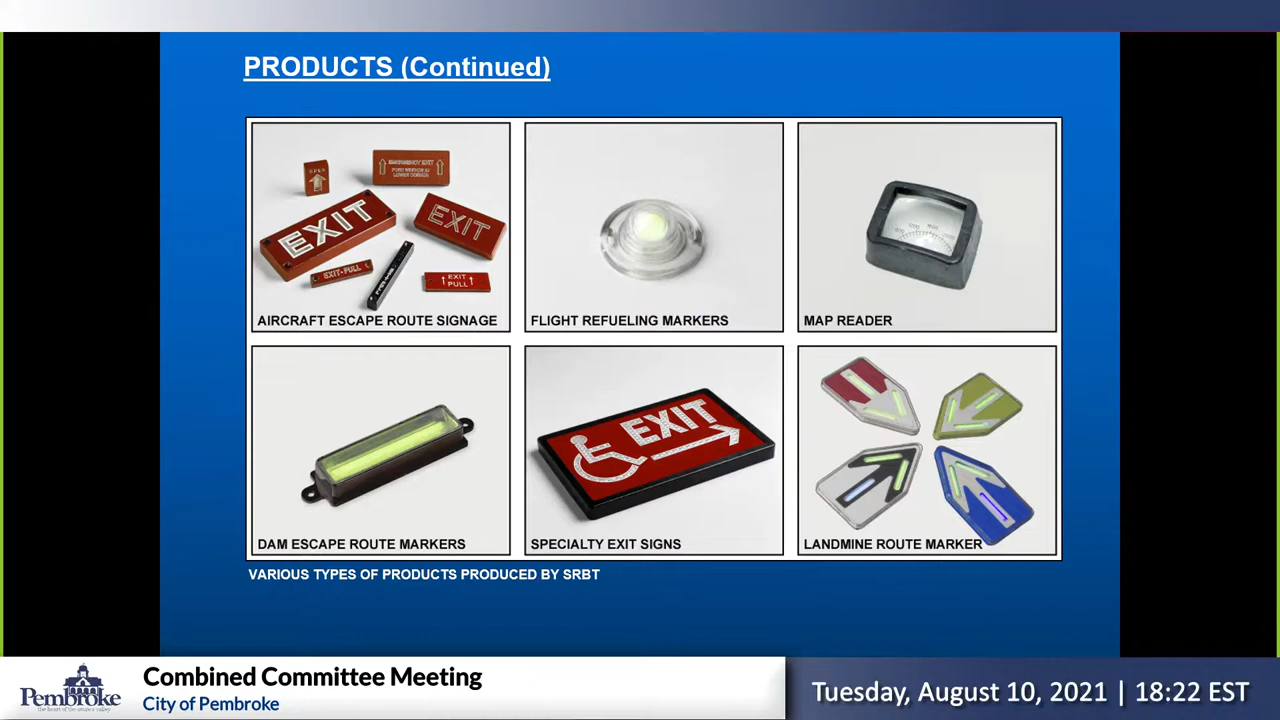 PRODUCTS (Continued)
OPEN
EMERGENCY EXIT
EXIT
EXIT
EXIT-PULL
EXIT
PULL
AIRCRAFT ESCAPE ROUTE SIGNAGE
FLIGHT REFUELING MARKERS
MAP READER
DAM ESCAPE ROUTE MARKERS
EXIT
SPECIALTY EXIT SIGNS
LANDMINE ROUTE MARKER
VARIOUS TYPES OF PRODUCTS PRODUCED BY SRBT
Pembroke
Combined Committee Meeting
City of Pembroke
Tuesday, August 10, 2021 | 18:22 EST